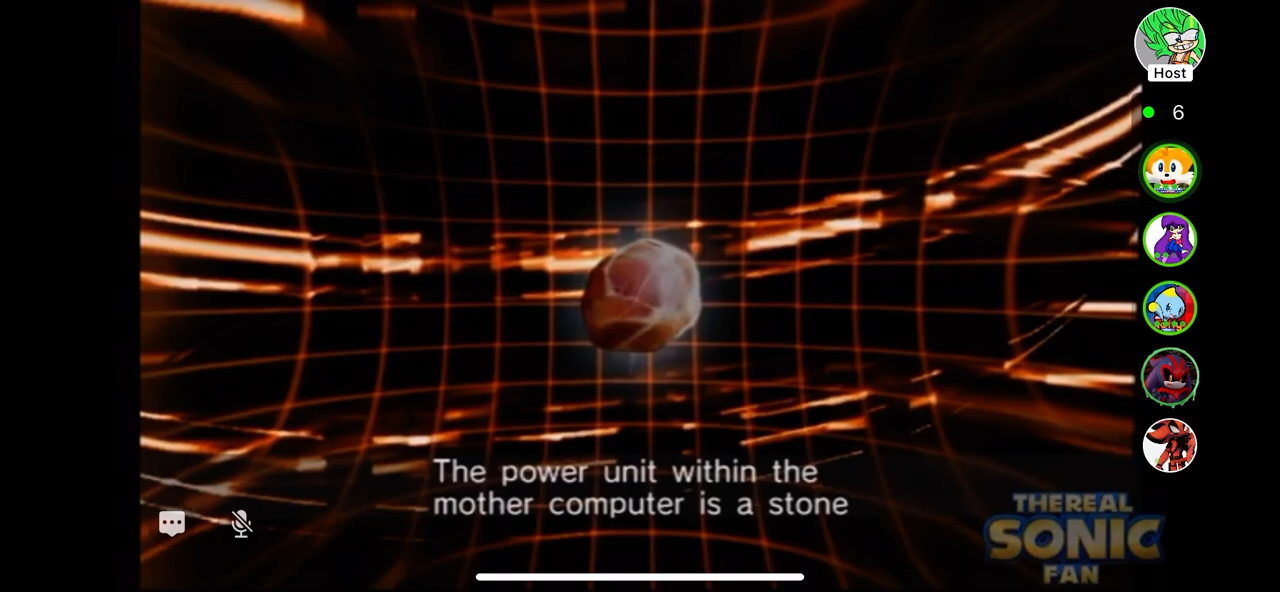 Host
6
The power unit within the
mother computer is a stone
THEREAL
SONIC
FAN